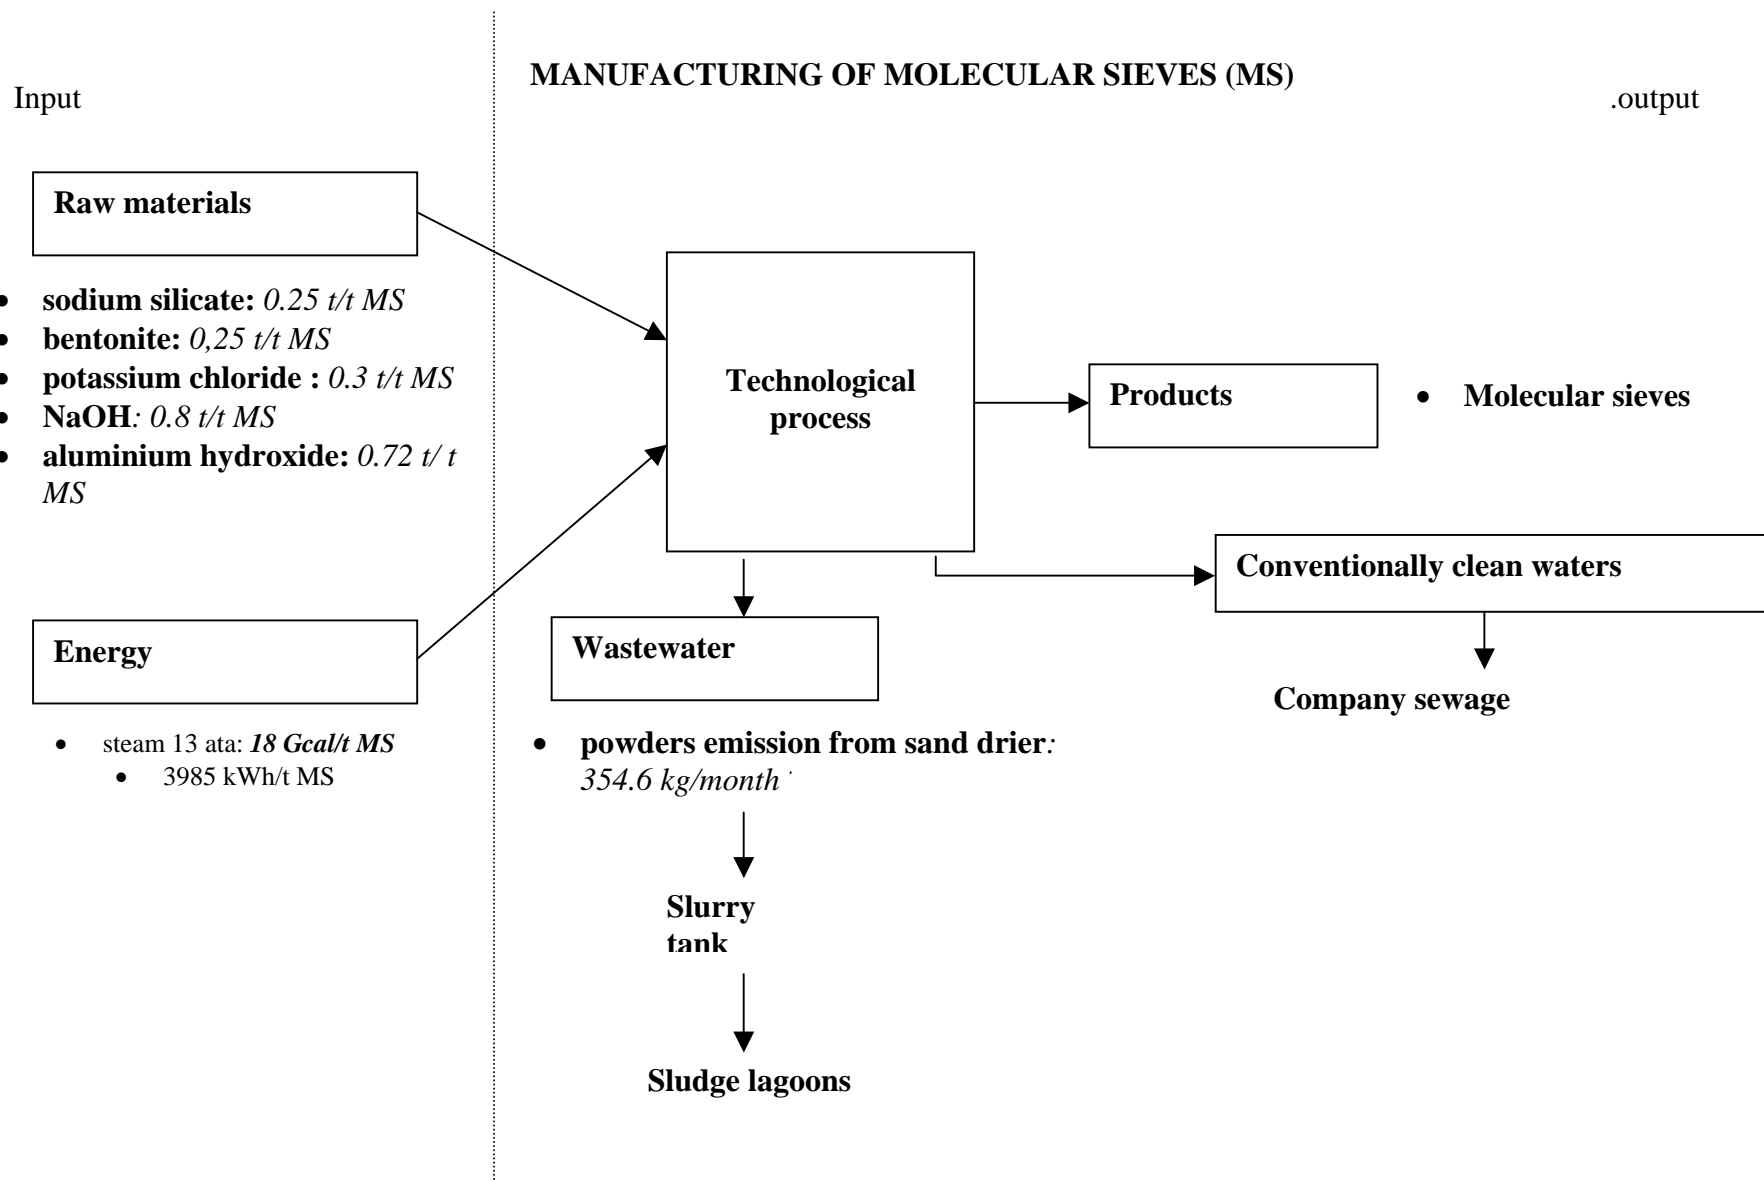 MANUFACTURING OF MOLECULAR SIEVES (MS)
Input
.output
Raw materials
• sodium silicate: 0.25 t/t MS
• bentonite: 0,25 t/t MS
• potassium chloride : 0.3 t/t MS
• NaOH: 0.8 t/t MS
• aluminium hydroxide: 0.72 t/ t
MS
Technological
process
Products
• Molecular sieves
Conventionally clean waters
Company sewage
Energy
• steam 13 ata: 18 Gcal/t MS
• 3985 kWh/t MS
Wastewater
• powders emission from sand drier:
354.6 kg/month
Slurry
tank
Sludge lagoons